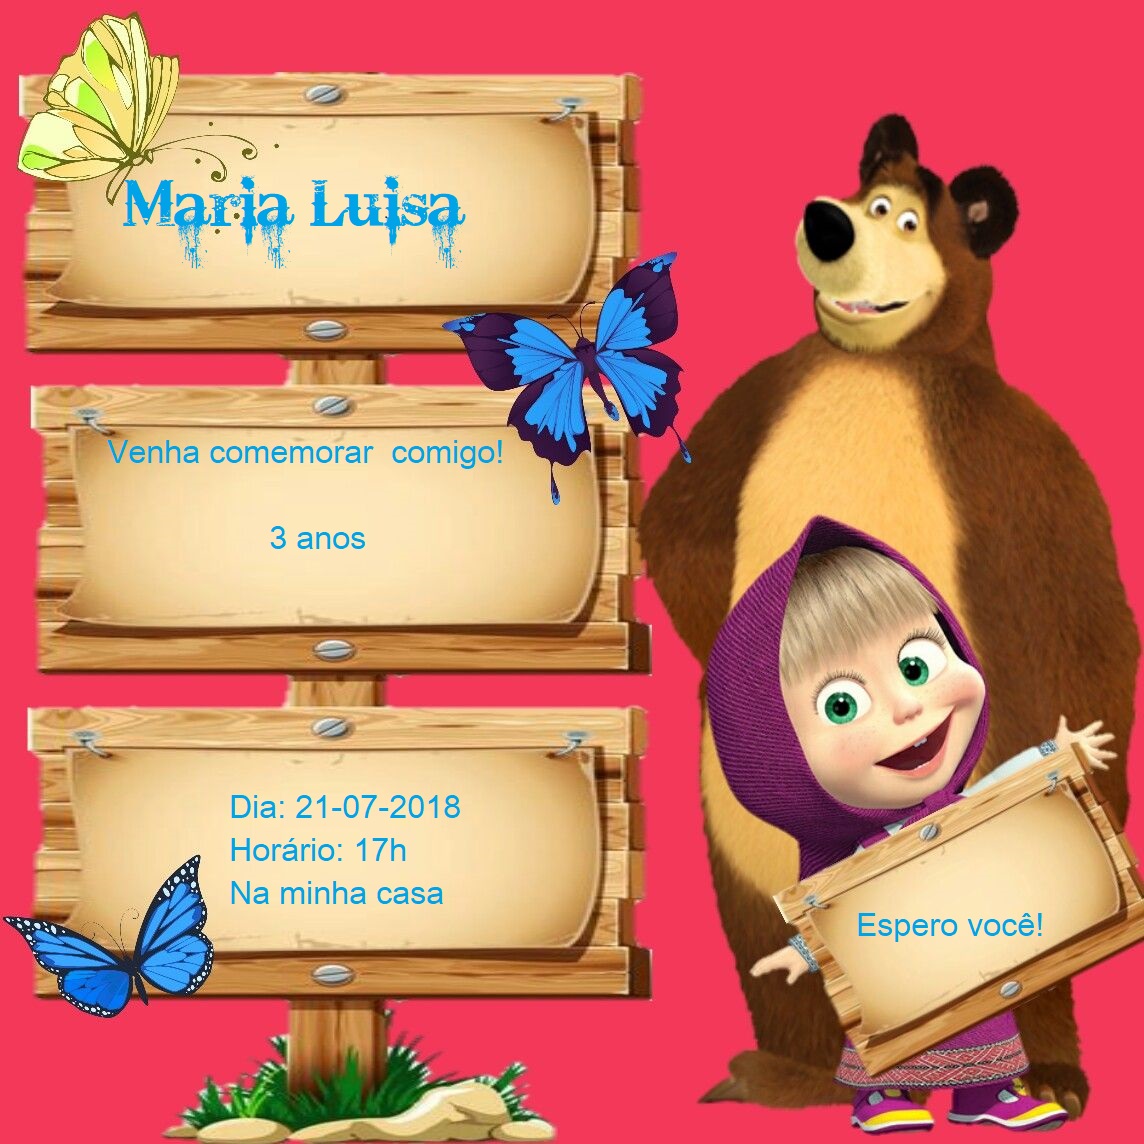 Maria Luisa
Venha comemorar comigo!
3 anos
Dia: 21-07-2018
Horário: 17h
Na minha casa
Espero você!